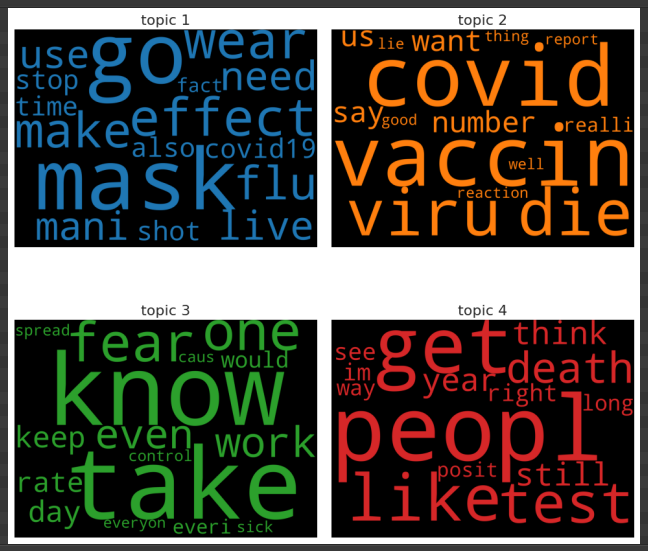 topic 1
use go wear
stop fact need
time
make effect
also covid19
mask flu
mani shot live
topic 2
us lie want thing report
covid
say good number realli
vaccin
well
reaction
viru die
topic 3
spread fear one
caus would
know
keep even work
control
rate take
day
everyon everi sick
topic 4
see get think
im death
way year right long
peopl
posit still
like test